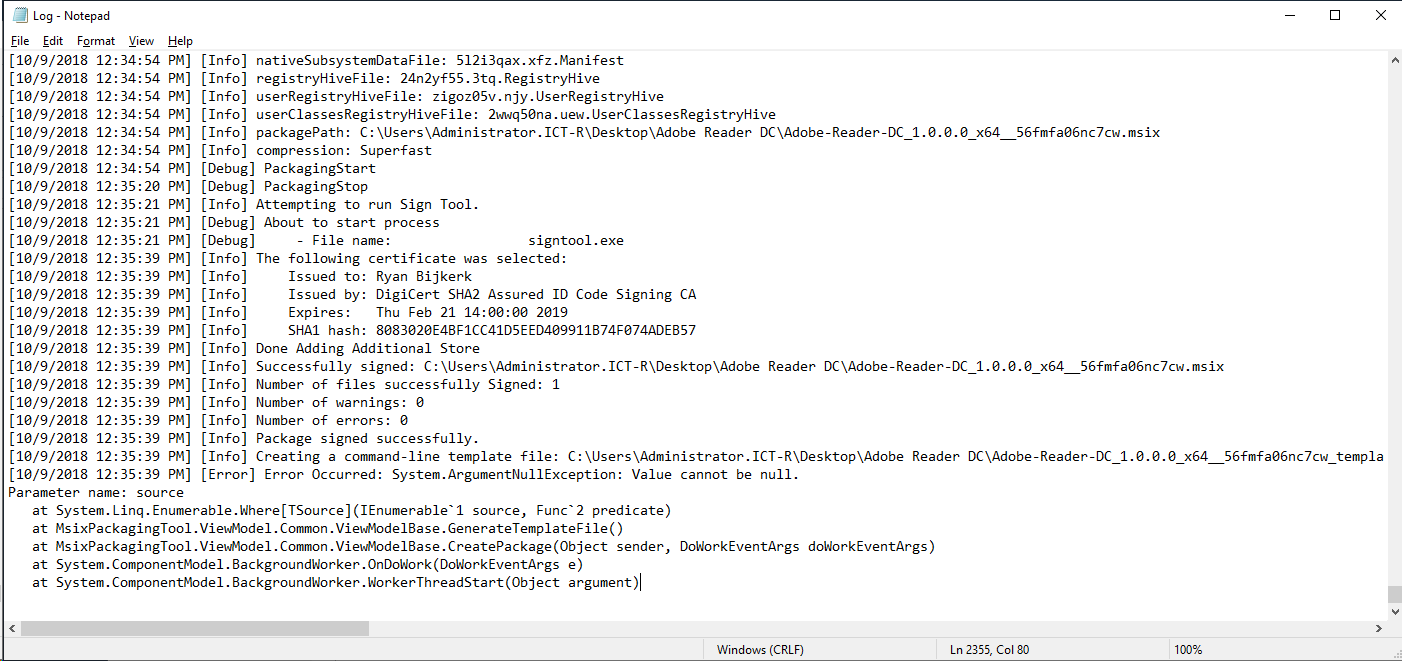 Log - Notepad
File Edit Format View Help
[10/9/2018 12:34:54 PM] [Info] nativeSubsystemDataFile: 5l2i3qax.xfz.Manifest
[10/9/2018 12:34:54 PM] [Info] registryHiveFile: 24n2yf55.3tq.RegistryHive
[10/9/2018 12:34:54 PM] [Info] userRegistryHiveFile: zigoz05v.njy.UserRegistryHive
[10/9/2018 12:34:54 PM] [Info] userClassesRegistryHiveFile: 2wwq50na.uew.UserClassesRegistryHive
[10/9/2018 12:34:54 PM] [Info] packagePath: C:\Users\Administrator.ICT-R\Desktop\Adobe Reader DC\Adobe-Reader-DC_1.0.0.0_x64__56fmfa06nc7cw.msix
[10/9/2018 12:34:54 PM] [Info] compression: Superfast
[10/9/2018 12:34:54 PM] [Debug] PackagingStart
[10/9/2018 12:35:20 PM] [Debug] PackagingStop
[10/9/2018 12:35:21 PM] [Info] Attempting to run Sign Tool.
[10/9/2018 12:35:21 PM] [Debug] About to start process
[10/9/2018 12:35:21 PM] [Debug]     - File name:                 signtool.exe
[10/9/2018 12:35:39 PM] [Info] The following certificate was selected:
[10/9/2018 12:35:39 PM] [Info]     Issued to: Ryan Bijkerk
[10/9/2018 12:35:39 PM] [Info]     Issued by: DigiCert SHA2 Assured ID Code Signing CA
[10/9/2018 12:35:39 PM] [Info]     Expires:   Thu Feb 21 14:00:00 2019
[10/9/2018 12:35:39 PM] [Info]     SHA1 hash: 8083020E4BF1CC41D5EED409911B74F074ADEB57
[10/9/2018 12:35:39 PM] [Info] Done Adding Additional Store
[10/9/2018 12:35:39 PM] [Info] Successfully signed: C:\Users\Administrator.ICT-R\Desktop\Adobe Reader DC\Adobe-Reader-DC_1.0.0.0_x64__56fmfa06nc7cw.msix
[10/9/2018 12:35:39 PM] [Info] Number of files successfully Signed: 1
[10/9/2018 12:35:39 PM] [Info] Number of warnings: 0
[10/9/2018 12:35:39 PM] [Info] Number of errors: 0
[10/9/2018 12:35:39 PM] [Info] Package signed successfully.
[10/9/2018 12:35:39 PM] [Info] Creating a command-line template file: C:\Users\Administrator.ICT-R\Desktop\Adobe Reader DC\Adobe-Reader-DC_1.0.0.0_x64__56fmfa06nc7cw_templa
[10/9/2018 12:35:39 PM] [Error] Error Occurred: System.ArgumentNullException: Value cannot be null.
Parameter name: source
   at System.Linq.Enumerable.Where[TSource](IEnumerable`1 source, Func`2 predicate)
   at MsixPackagingTool.ViewModel.Common.ViewModelBase.GenerateTemplateFile()
   at MsixPackagingTool.ViewModel.Common.ViewModelBase.CreatePackage(Object sender, DoWorkEventArgs doWorkEventArgs)
   at System.ComponentModel.BackgroundWorker.OnDoWork(DoWorkEventArgs e)
   at System.ComponentModel.BackgroundWorker.WorkerThreadStart(Object argument)
Windows (CRLF) Ln 2355, Col 80 100%